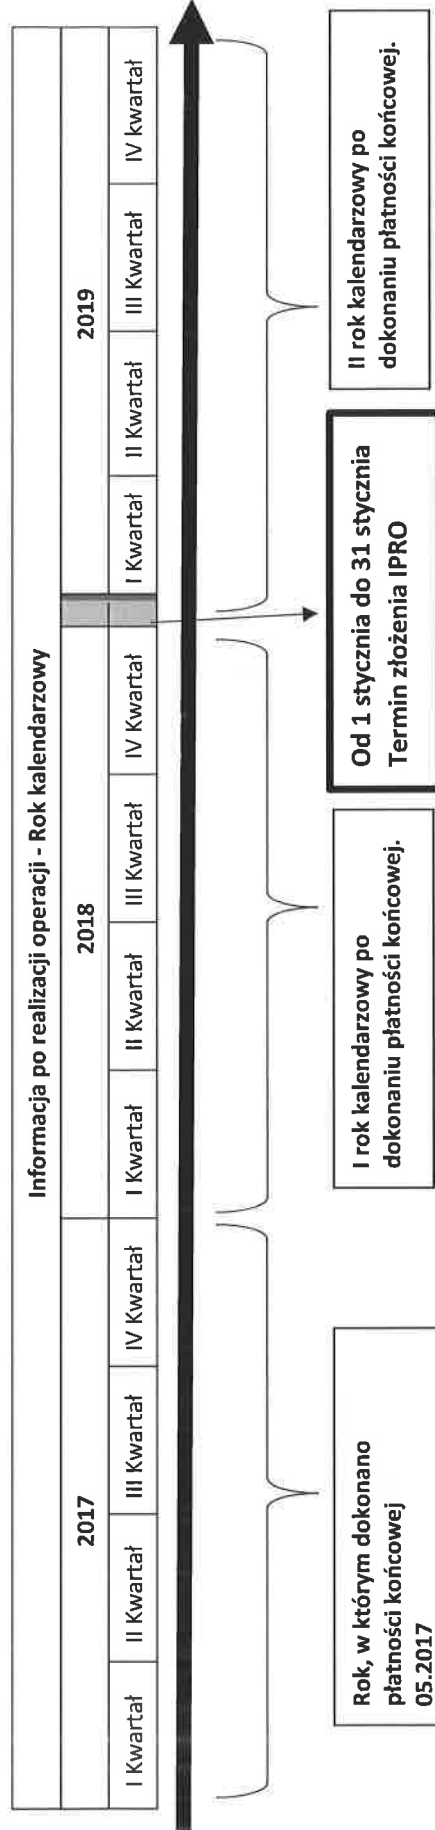 Informacja po realizacji operacji - Rok kalendarzowy
2017
2018
2019
I Kwartał
II Kwartał
III Kwartał
IV Kwartał
I Kwartał
II Kwartał
III Kwartał
IV Kwartał
I Kwartał
II Kwartał
III Kwartał
IV kwartał
Rok, w którym dokonano
płatności końcowej
05.2017
I rok kalendarzowy po
dokonaniu płatności końcowej.
Od 1 stycznia do 31 stycznia
Termin złożenia IPRO
II rok kalendarzowy po
dokonaniu płatności końcowej.